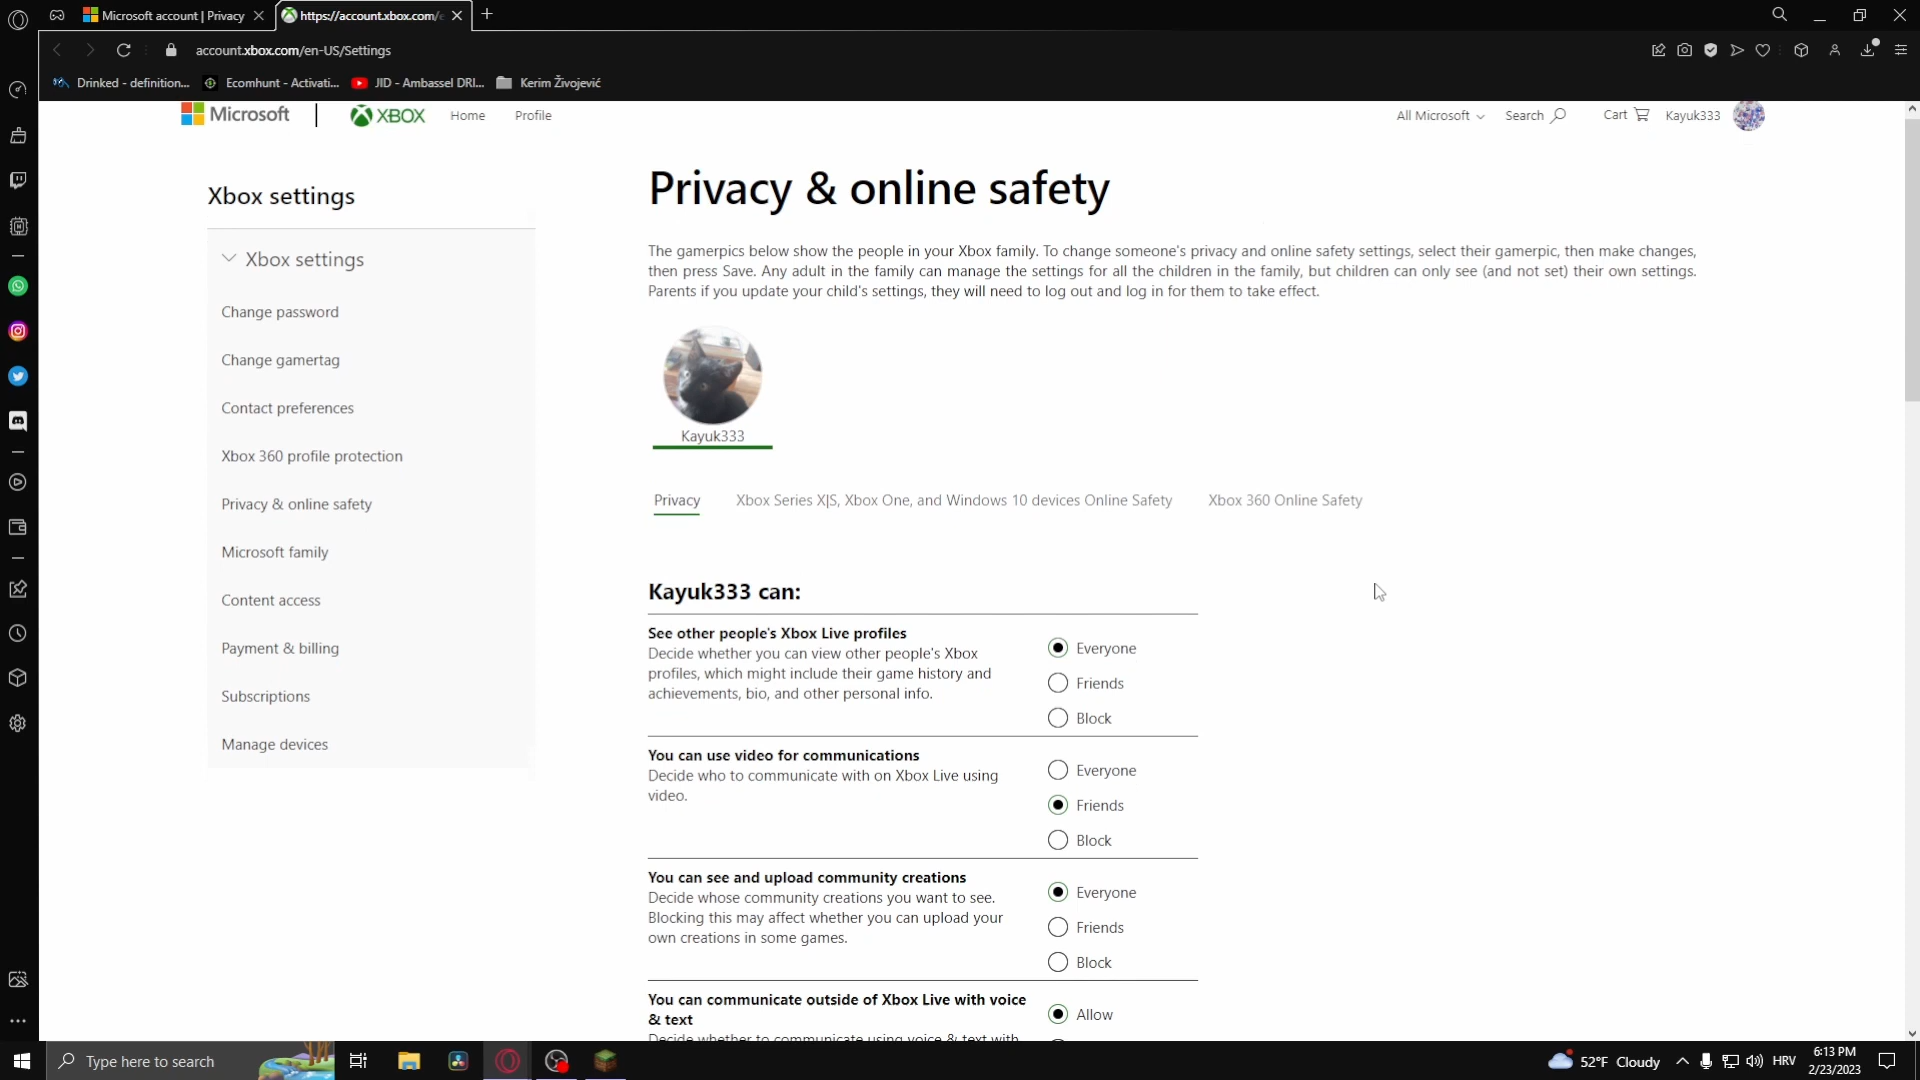 Microsoft account | Privacy
https://account.xbox.com/e
account.xbox.com/en-US/Settings
Drinked - definition...
Ecomhunt - Activati...
JID - Ambassel DRI...
Kerim Živojević
Microsoft
XBOX
Home
Profile
All Microsoft
Search
Cart
Kayuk333
Xbox settings
Xbox settings
Change password
Change gamertag
Contact preferences
Xbox 360 profile protection
Privacy & online safety
Microsoft family
Content access
Payment & billing
Subscriptions
Manage devices
Privacy & online safety
The gamerpics below show the people in your Xbox family. To change someone's privacy and online safety settings, select their gamerpic, then make changes,
then press Save. Any adult in the family can manage the settings for all the children in the family, but children can only see (and not set) their own settings.
Parents if you update your child's settings, they will need to log out and log in for them to take effect.
Kayuk333
Privacy
Xbox Series X|S, Xbox One, and Windows 10 devices Online Safety
Xbox 360 Online Safety
Kayuk333 can:
See other people's Xbox Live profiles
Decide whether you can view other people's Xbox
profiles, which might include their game history and
achievements, bio, and other personal info.
Everyone
Friends
Block
You can use video for communications
Decide who to communicate with on Xbox Live using
video.
Everyone
Friends
Block
You can see and upload community creations
Decide whose community creations you want to see.
Blocking this may affect whether you can upload your
own creations in some games.
Everyone
Friends
Block
You can communicate outside of Xbox Live with voice
& text
Decide whether to communicate using voice & text with
Allow
Type here to search
52°F Cloudy
HRV
6:13 PM
2/23/2023